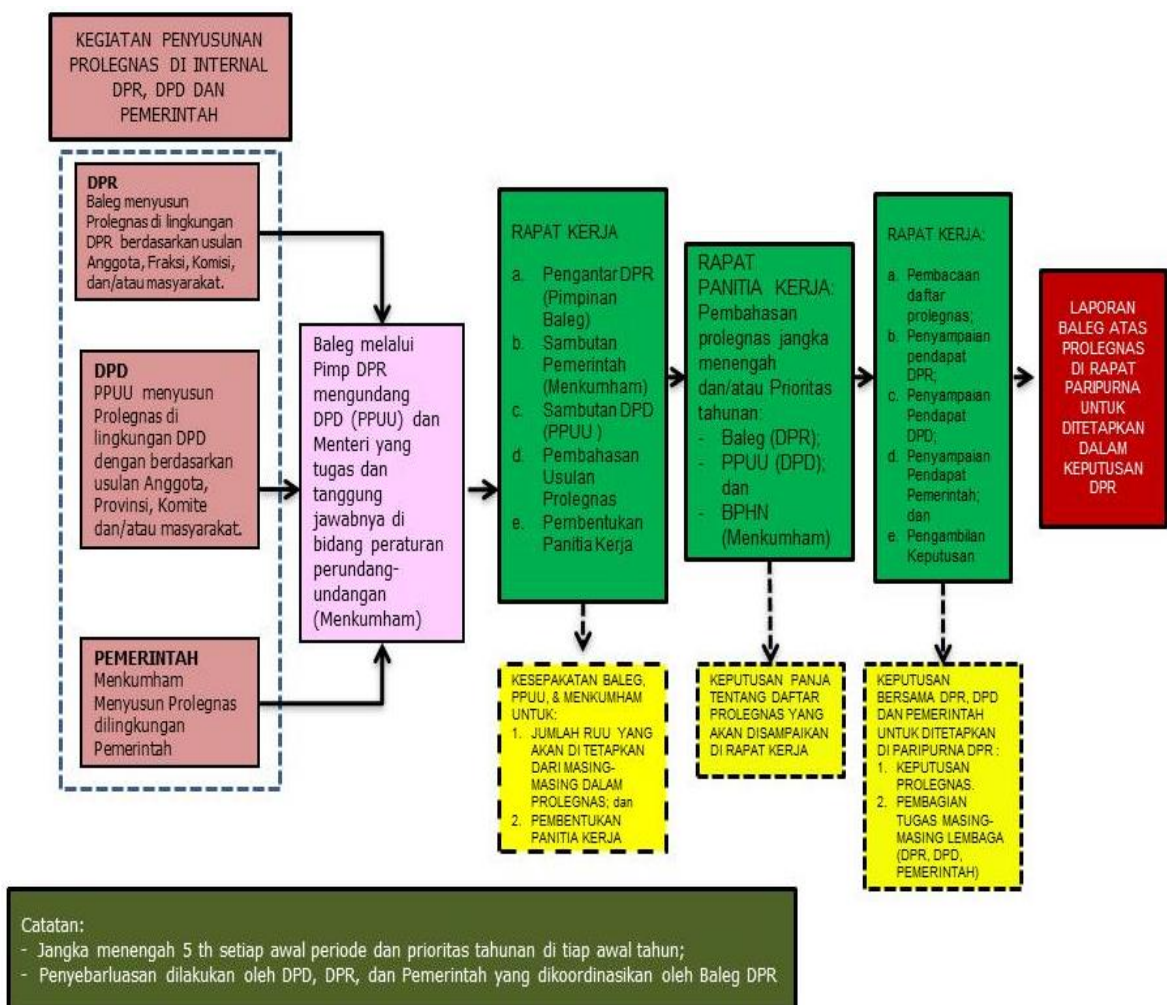 KEGIATAN PENYUSUNAN
PROLEGNAS DI INTERNAL
DPR, DPD DAN
PEMERINTAH
DPR
Baleg menyusun
Prolegnas di lingkungan
DPR berdasarkan usulan
Anggota, Fraksi, Komisi,
dan/atau masyarakat.
DPD
PPUU menyusun
Prolegnas di
lingkungan DPD
dengan berdasarkan
usulan Anggota,
Provinsi, Komite
dan/atau masyarakat.
PEMERINTAH
Menkumham
Menyusun Prolegnas
dilingkungan
Pemerintah
Baleg melalui
Pimp DPR
mengundang
DPD (PPUU) dan
Menteri yang
tugas dan
tanggung
jawabnya di
bidang peraturan
perundang-
undangan
(Menkumham)
RAPAT KERJA
a. Pengantar DPR
(Pimpinan
Baleg)
b. Sambutan
Pemerintah
(Menkumham)
c. Sambutan DPD
(PPUU )
d. Pembahasan
Usulan
Prolegnas
e. Pembentukan
Panitia Kerja
RAPAT
PANITIA KERJA:
Pembahasan
prolegnas jangka
menengah
dan/atau Prioritas
tahunan:
- Baleg (DPR);
- PPUU (DPD);
dan
- BPHN
(Menkumham)
RAPAT KERJA:
a. Pembacaan
daftar
prolegnas;
b. Penyampaian
pendapat
DPR;
c. Penyampaian
Pendapat
DPD;
d. Penyampaian
Pendapat
Pemerintah;
dan
e. Pengambilan
Keputusan
LAPORAN
BALEG ATAS
PROLEGNAS
DI RAPAT
PARIPURNA
UNTUK
DITETAPKAN
DALAM
KEPUTUSAN
DPR
KESEPAKATAN BALEG,
PPUU, & MENKUMHAM
UNTUK:
1. JUMLAH RUU YANG
AKAN DI TETAPKAN
DARI MASING-
MASING DALAM
PROLEGNAS; dan
2. PEMBENTUKAN
PANITIA KERJA
KEPUTUSAN PANJA
TENTANG DAFTAR
PROLEGNAS YANG
AKAN DISAMPAIKAN
DI RAPAT KERJA
KEPUTUSAN
BERSAMA DPR, DPD
DAN PEMERINTAH
UNTUK DITETAPKAN
DI PARIPURNA DPR :
1. KEPUTUSAN
PROLEGNAS.
2. PEMBAGIAN
TUGAS MASING-
MASING LEMBAGA
(DPR, DPD,
PEMERINTAH)
Catatan:
- Jangka menengah 5 th setiap awal periode dan prioritas tahunan di tiap awal tahun;
- Penyebarluasan dilakukan oleh DPD, DPR, dan Pemerintah yang dikoordinasikan oleh Baleg DPR